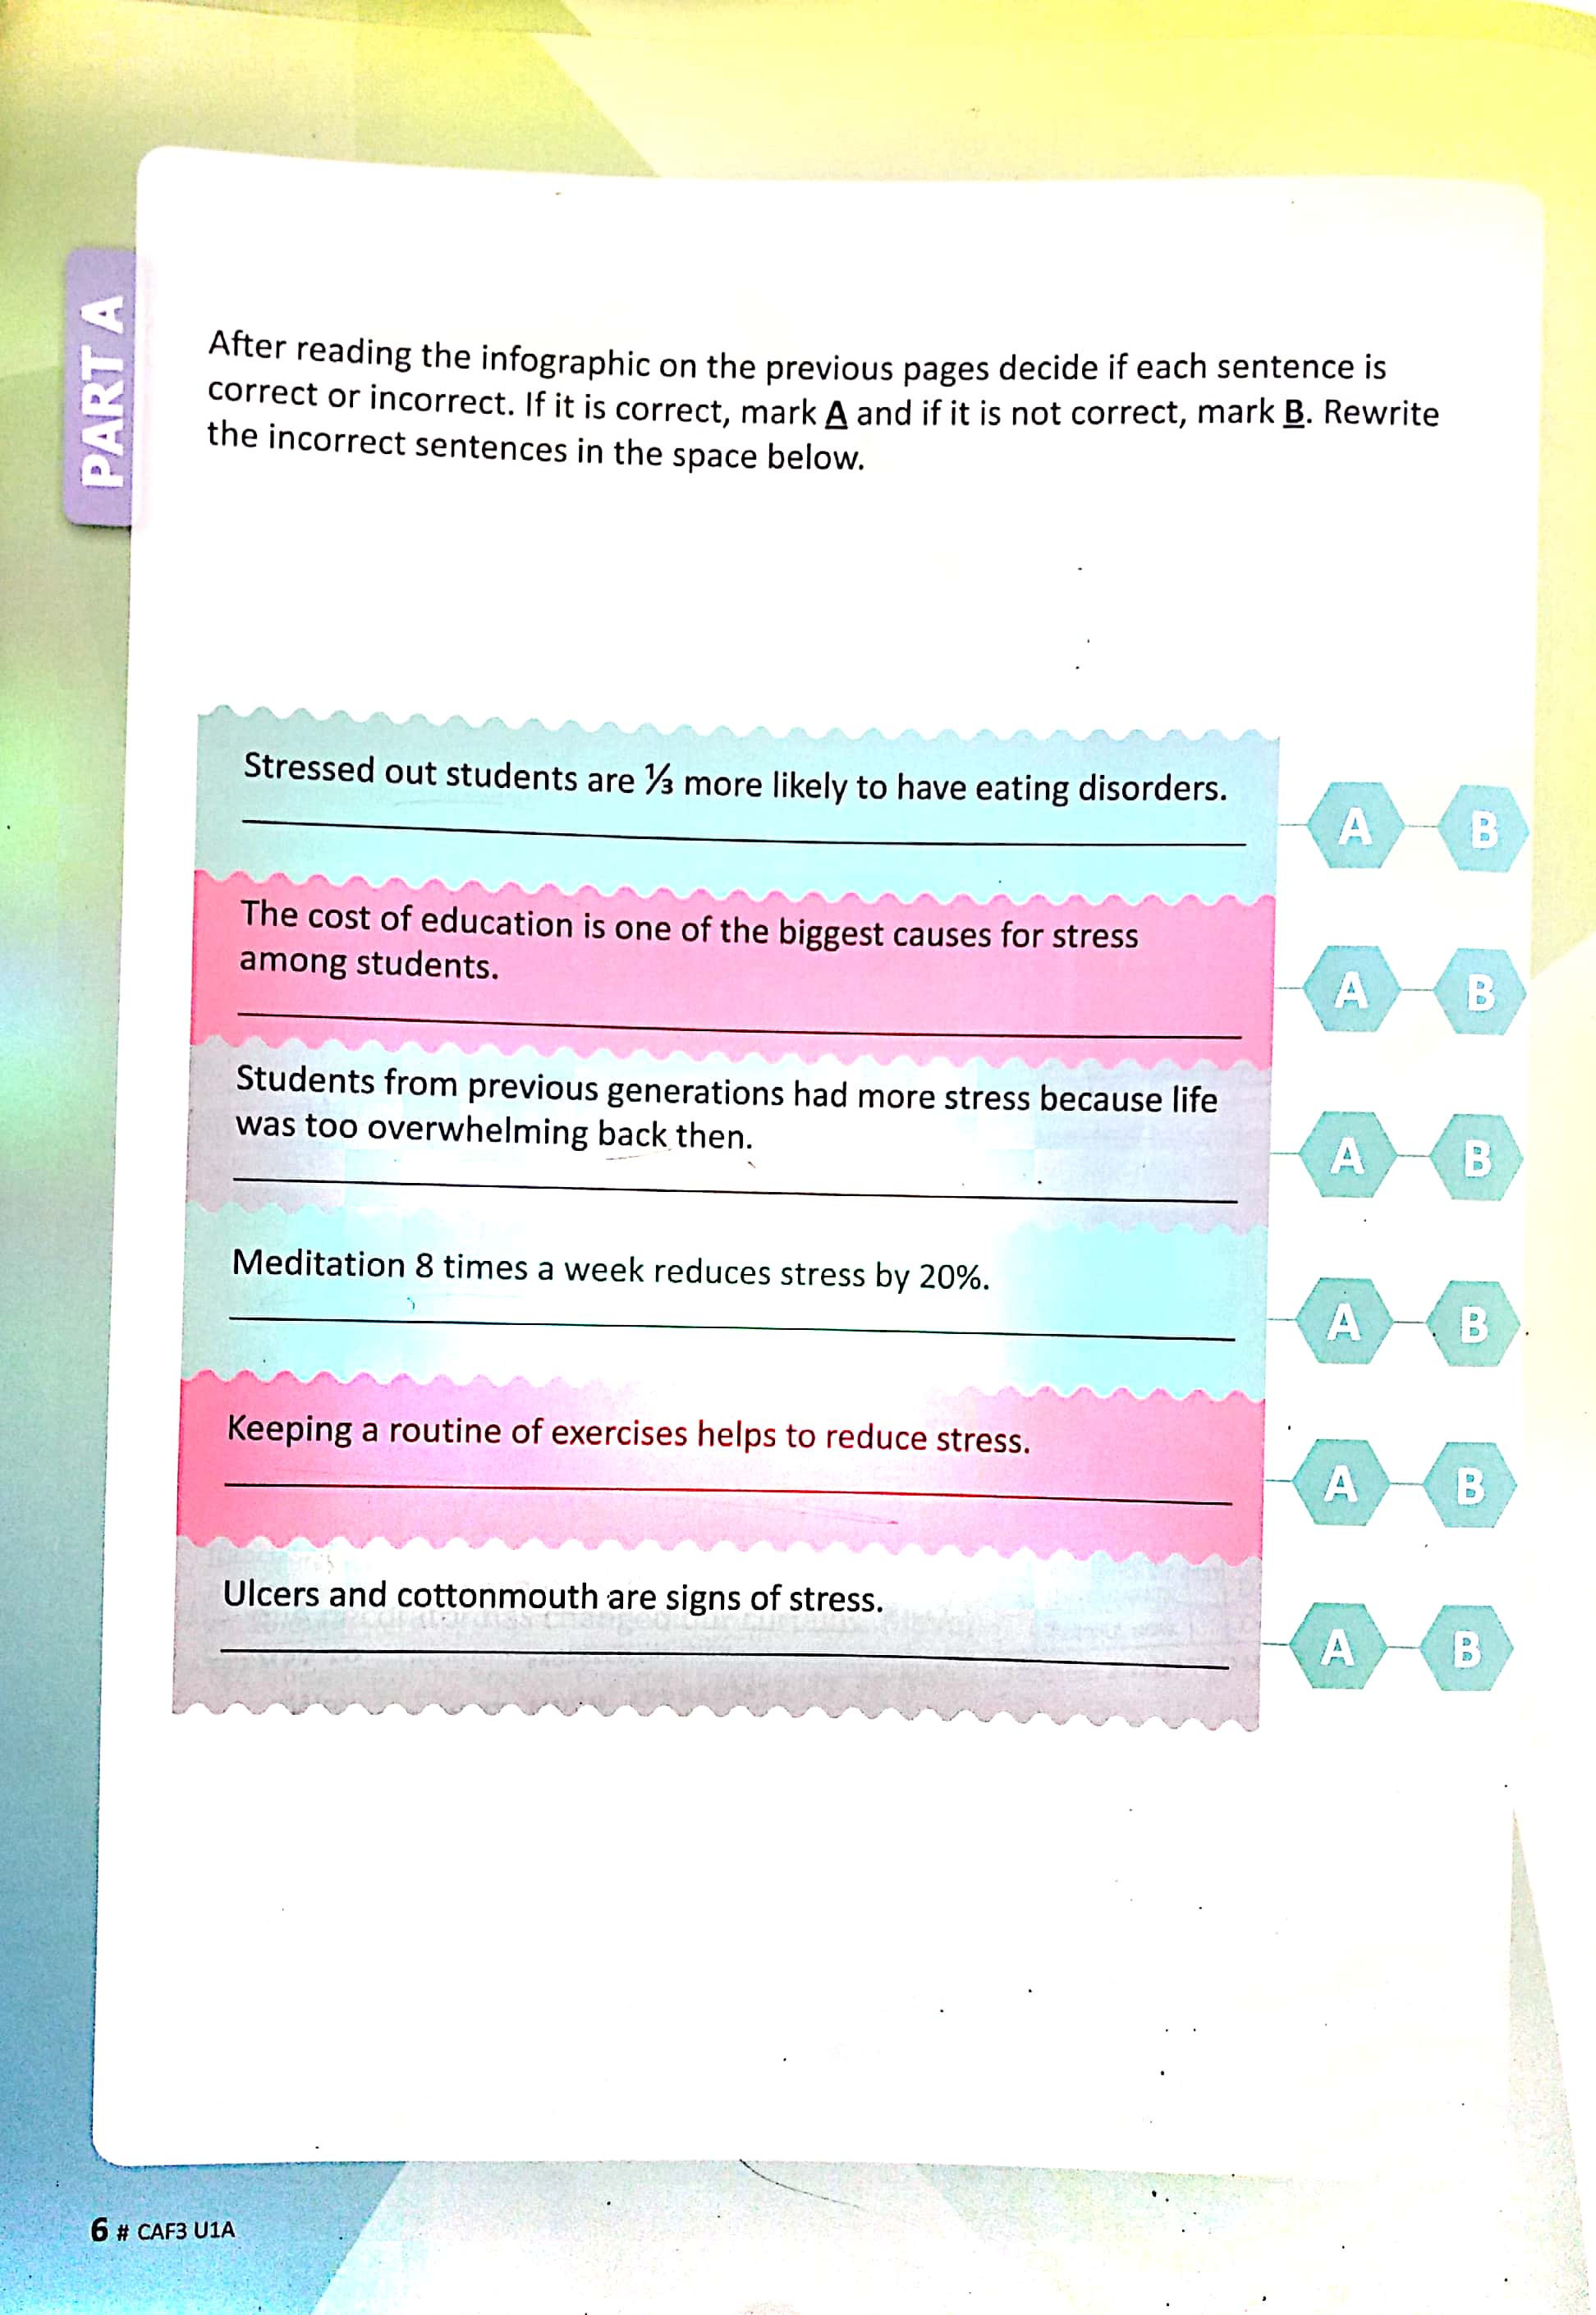 PART A
After reading the infographic on the previous pages decide if each sentence is
correct or incorrect. If it is correct, mark A and if it is not correct, mark B. Rewrite
the incorrect sentences in the space below.
Stressed out students are ⅓ more likely to have eating disorders.
A B
The cost of education is one of the biggest causes for stress
among students.
A B
Students from previous generations had more stress because life
was too overwhelming back then.
A B
Meditation 8 times a week reduces stress by 20%.
A B
Keeping a routine of exercises helps to reduce stress.
A B
Ulcers and cottonmouth are signs of stress.
A B
6 # CAF3 U1A